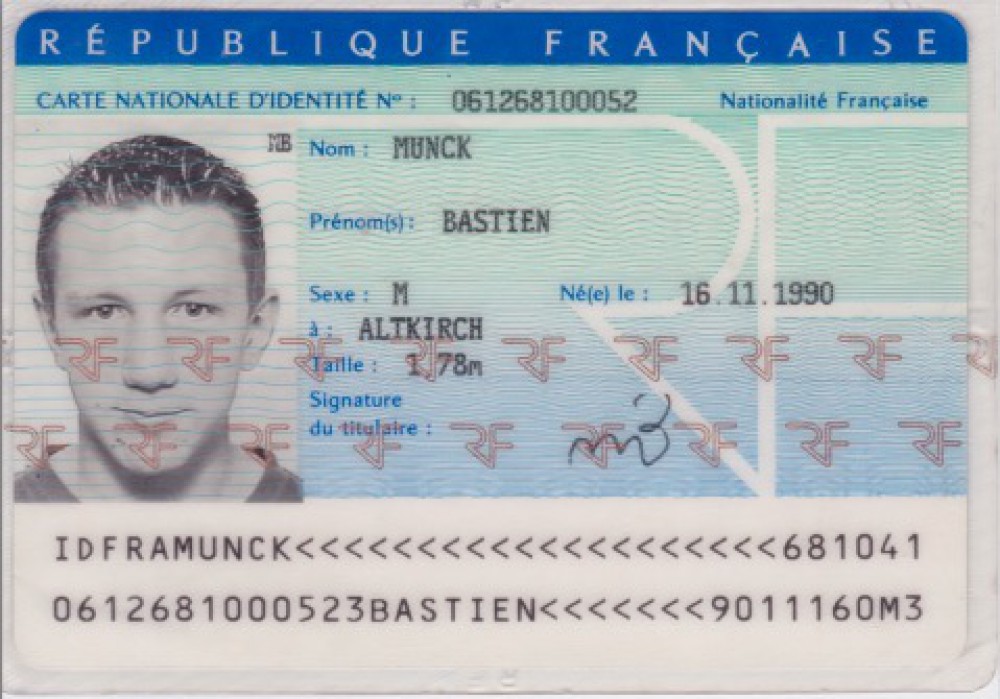 RÉPUBLIQUE FRANÇAISE
CARTE NATIONALE D'IDENTITÉ Nº : 061268100052 Nationalité Française
MB
Nom : MUNCK
Prénom(s) : BASTIEN
Sexe : M Né(e) le : 16.11.1990
à : ALTKIRCH
Taille : 1,78m
RF RF RF RF RF RF RF RF RF
Signature
du titulaire :
RF RF RF RF RF RF RF RF RF
IDFRAMUNCK<<<<<<<<<<<<<<<<<<<<681041
0612681000523BASTIEN<<<<<<<9011160M3